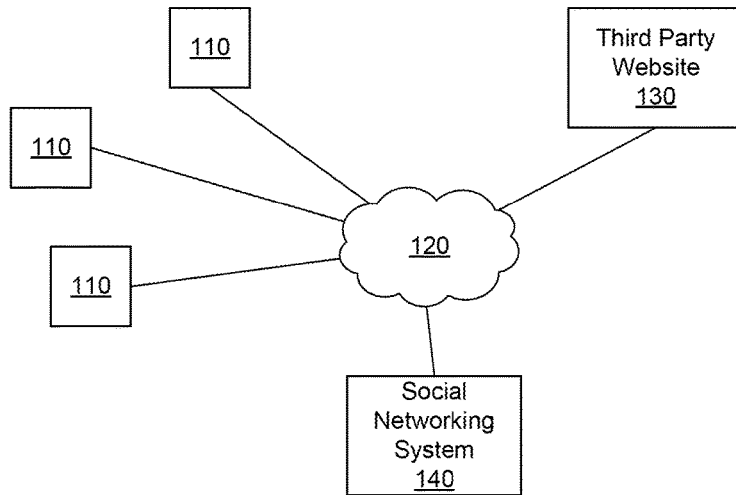 110
Third Party
Website
130
110
120
110
Social
Networking
System
140